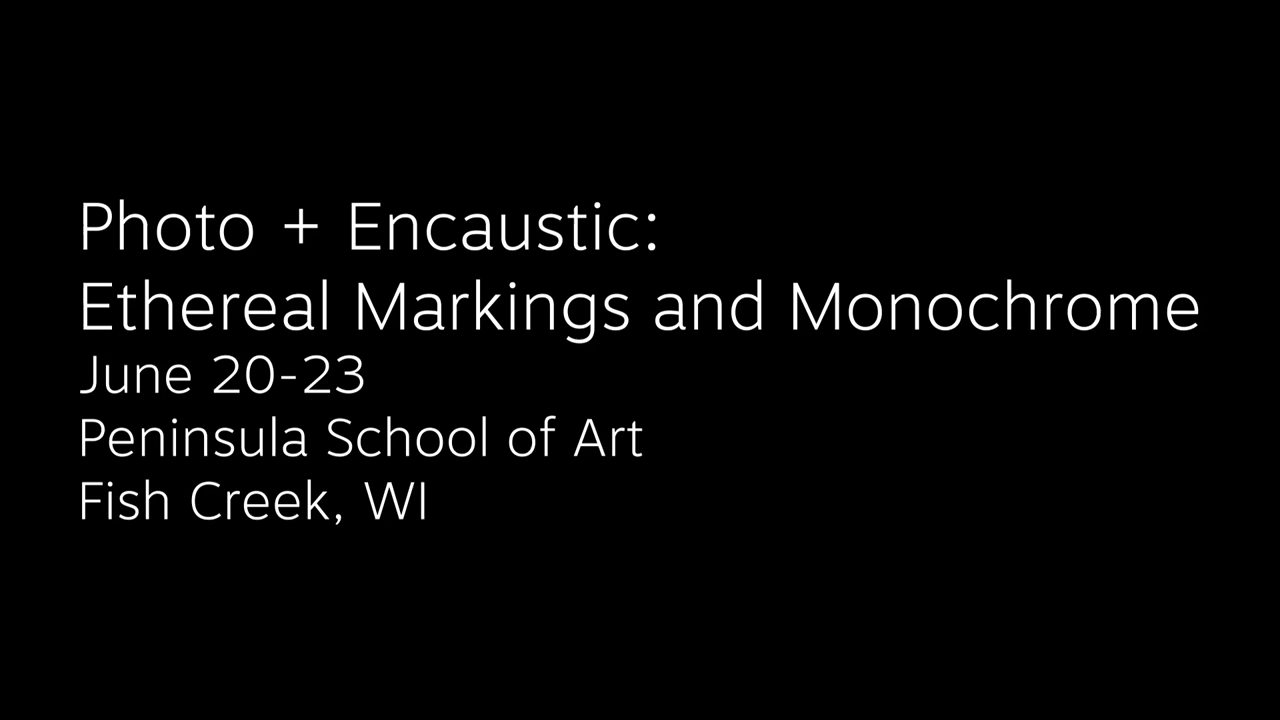 Photo + Encaustic:
Ethereal Markings and Monochrome
June 20-23
Peninsula School of Art
Fish Creek, WI